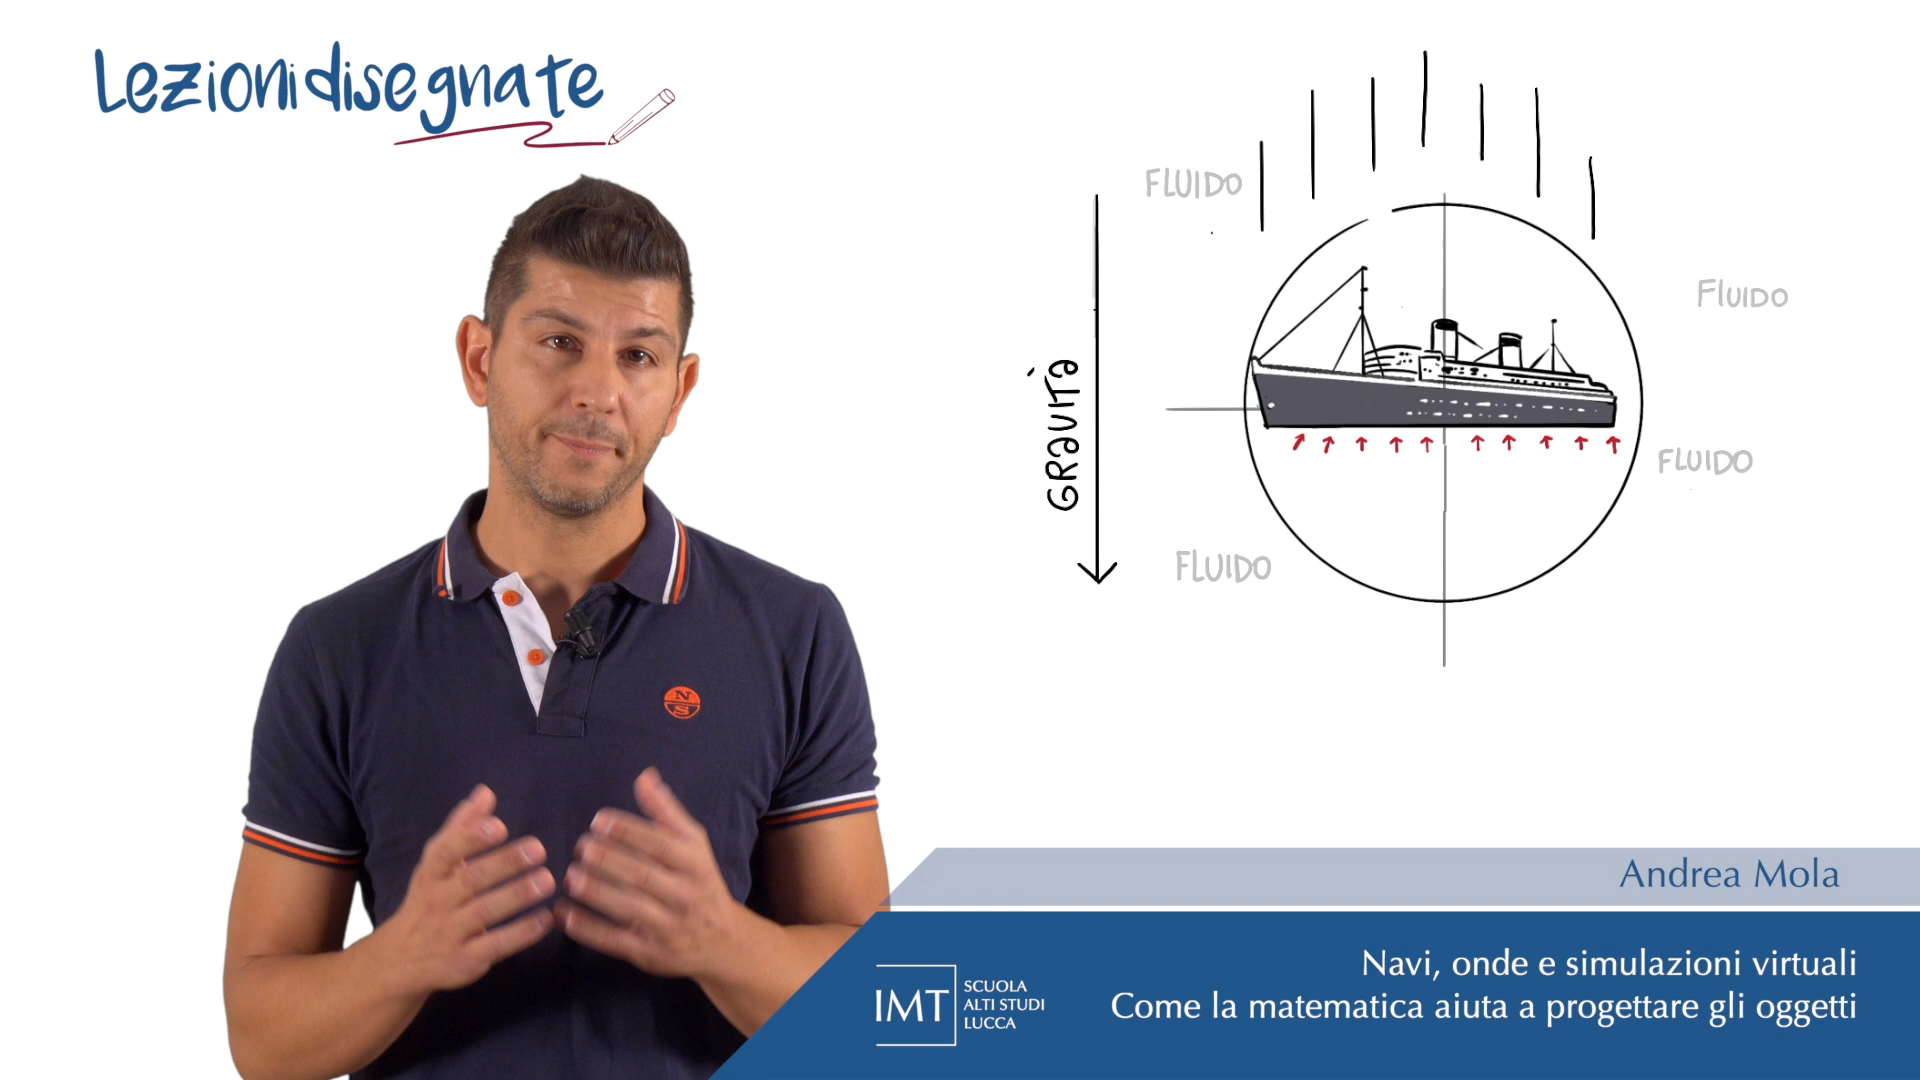 Lezionidisegnate
FLUIDO
FLUIDO
GRAVITÀ
FLUIDO
FLUIDO
N
S
Andrea Mola
Navi, onde e simulazioni virtuali
Come la matematica aiuta a progettare gli oggetti
IMT
SCUOLA
ALTI STUDI
LUCCA